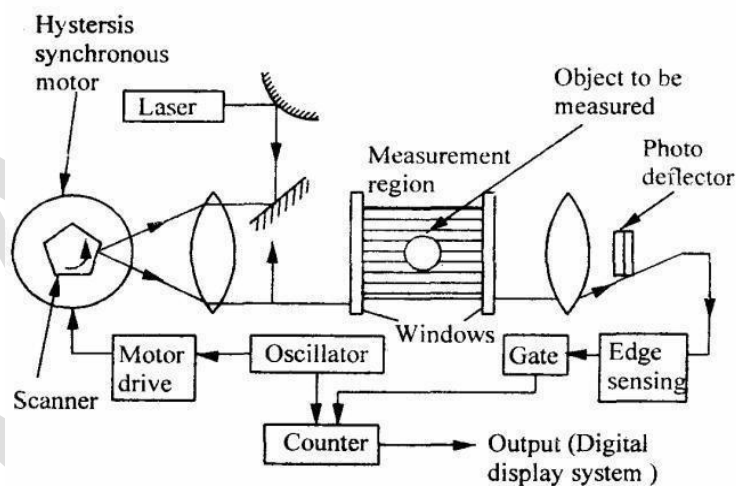 Hystersis
synchronous
motor
Laser
Object to be
measured
Measurement
region
Photo
deflector
Windows
Motor
drive
Oscillator
Gate
Edge
sensing
Scanner
Counter
Output (Digital
display system )